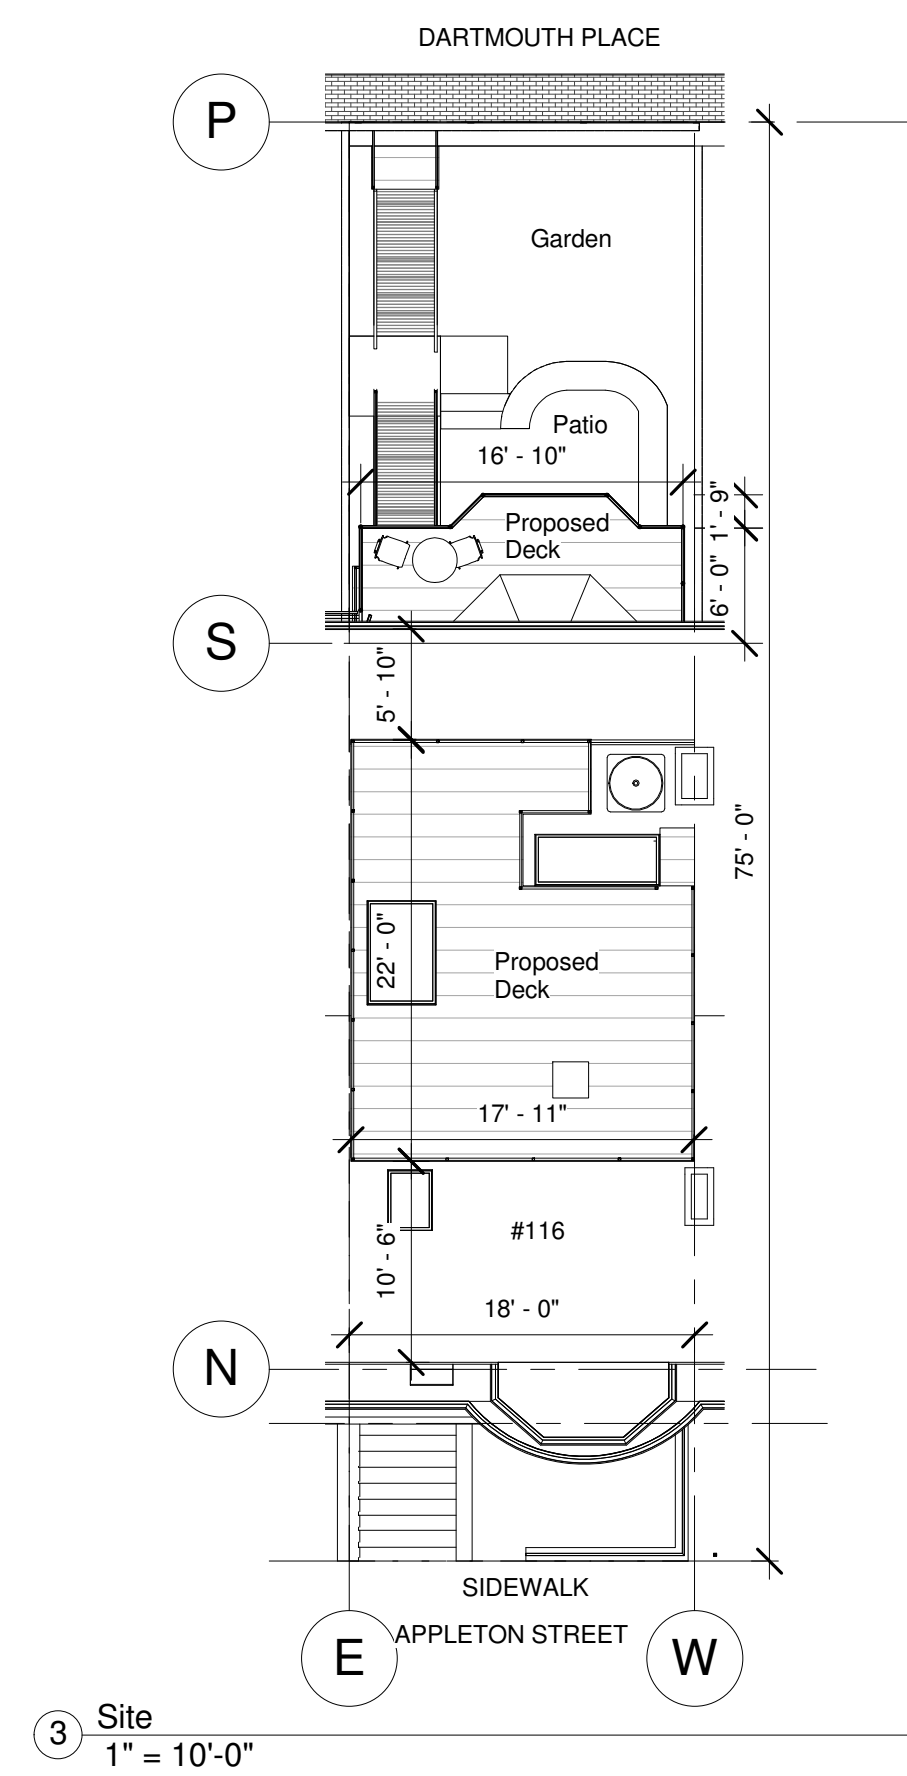 DARTMOUTH PLACE
P
Garden
Patio
16' - 10"
1' - 9"
Proposed
Deck
6' - 0"
S
5' - 10"
75' - 0"
22' - 0"
Proposed
Deck
17' - 11"
#116
10' - 6"
18' - 0"
N
SIDEWALK
APPLETON STREET
E
W
3
Site
1" = 10'-0"